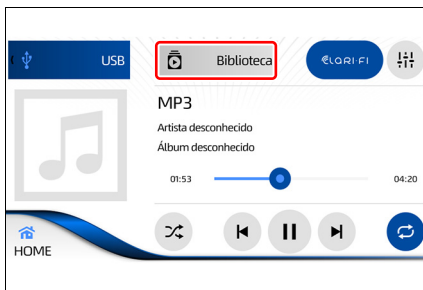 USB
Biblioteca
CLARI-FI
MP3
Artista desconhecido
Álbum desconhecido
01:53
04:20
HOME